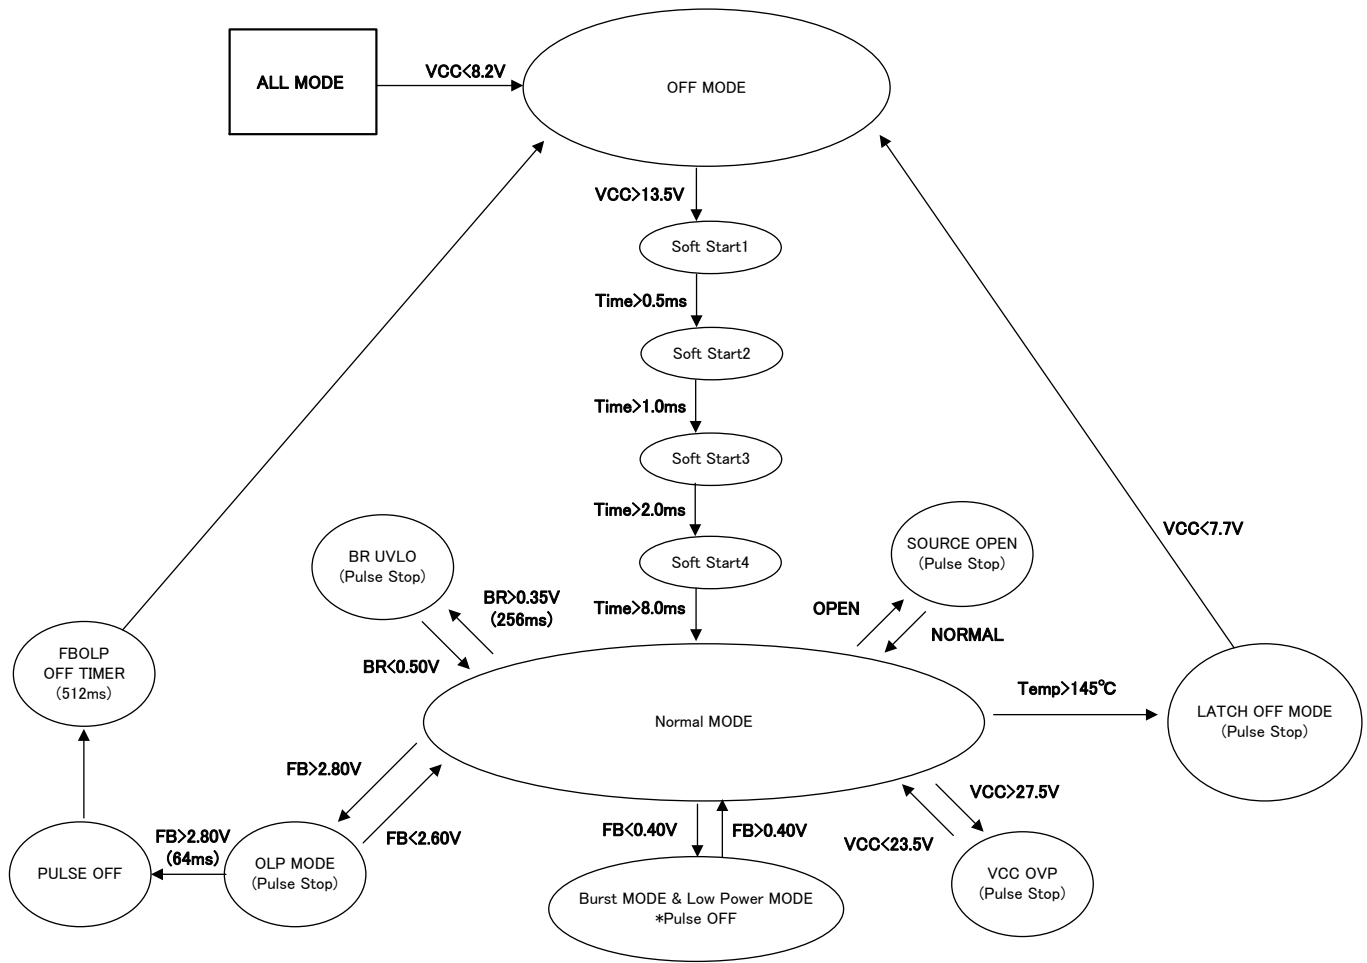 ALL MODE
VCC<8.2V
OFF MODE
VCC>13.5V
Soft Start1
Time>0.5ms
Soft Start2
Time>1.0ms
Soft Start3
Time>2.0ms
Soft Start4
Time>8.0ms
BR UVLO
(Pulse Stop)
BR>0.35V
(256ms)
BR<0.50V
SOURCE OPEN
(Pulse Stop)
OPEN
NORMAL
VCC<7.7V
FBOLP
OFF TIMER
(512ms)
Normal MODE
Temp>145℃
LATCH OFF MODE
(Pulse Stop)
FB>2.80V
FB<2.60V
FB>2.80V
(64ms)
PULSE OFF
OLP MODE
(Pulse Stop)
FB<0.40V
FB>0.40V
Burst MODE & Low Power MODE
*Pulse OFF
VCC>27.5V
VCC<23.5V
VCC OVP
(Pulse Stop)